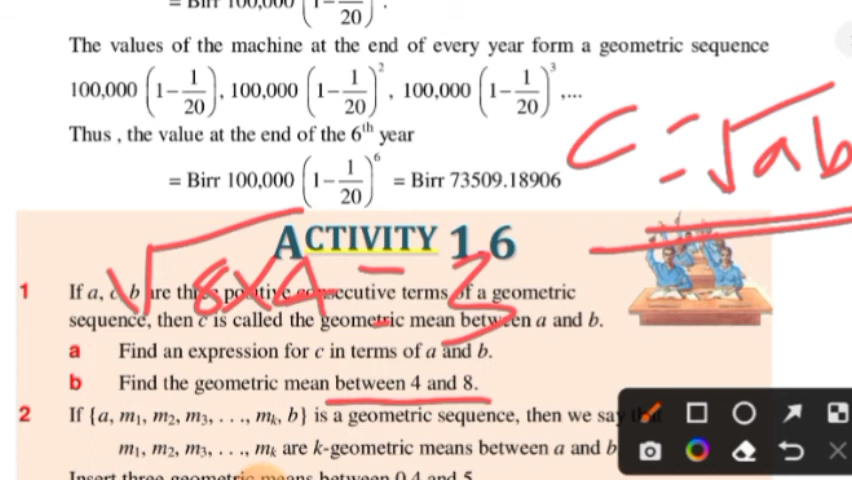 = Birr 100,000 (1 − 1/20) .
The values of the machine at the end of every year form a geometric sequence
100,000 (1 − 1/20), 100,000 (1 − 1/20)², 100,000 (1 − 1/20)³,...
Thus , the value at the end of the 6th year
= Birr 100,000 (1 − 1/20)⁶ = Birr 73509.18906
c = √ab
ACTIVITY 1.6
√8×4 = 3
1 If a, c, b are three positive consecutive terms of a geometric
sequence, then c is called the geometric mean between a and b.
a Find an expression for c in terms of a and b.
b Find the geometric mean between 4 and 8.
2 If {a, m₁, m₂, m₃, . . ., mₖ, b} is a geometric sequence, then we say that
m₁, m₂, m₃, . . ., mₖ are k-geometric means between a and b
Insert three geometric means between 0.4 and 5.